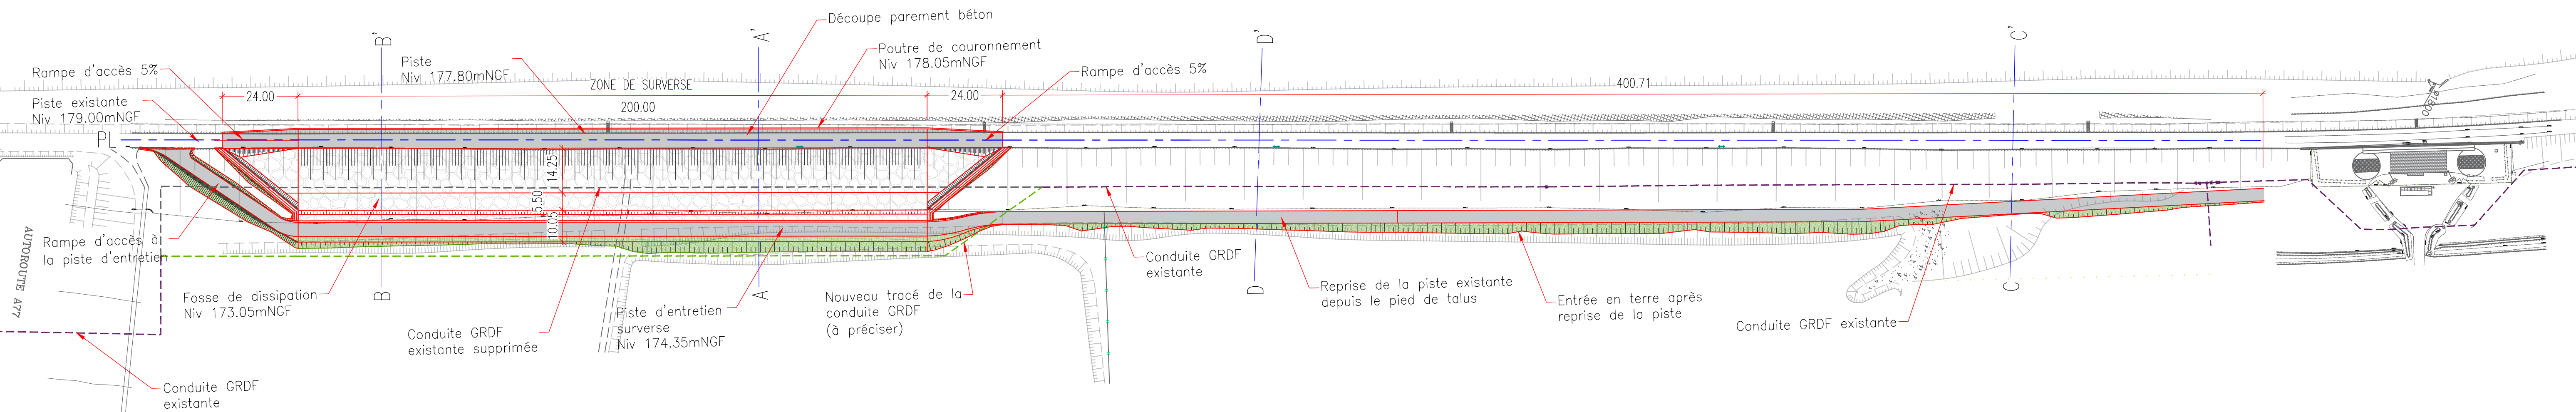 Découpe parement béton
Poutre de couronnement
Niv 178.05mNGF
Piste
Niv 177.80mNGF
Rampe d'accès 5%
Piste existante
Niv 179.00mNGF
Rampe d'accès 5%
B'
A'
D'
C'
24.00
ZONE DE SURVERSE
200.00
24.00
400.71
ø1800
PL
14.25
5.50
10.05
AUTOROUTE A77
Rampe d'accès à
la piste d'entretien
Fosse de dissipation
Niv 173.05mNGF
B
A
D
C
Conduite GRDF
existante supprimée
Piste d'entretien
surverse
Niv 174.35mNGF
Nouveau tracé de la
conduite GRDF
(à préciser)
Conduite GRDF
existante
Reprise de la piste existante
depuis le pied de talus
Entrée en terre après
reprise de la piste
Conduite GRDF existante
Conduite GRDF
existante